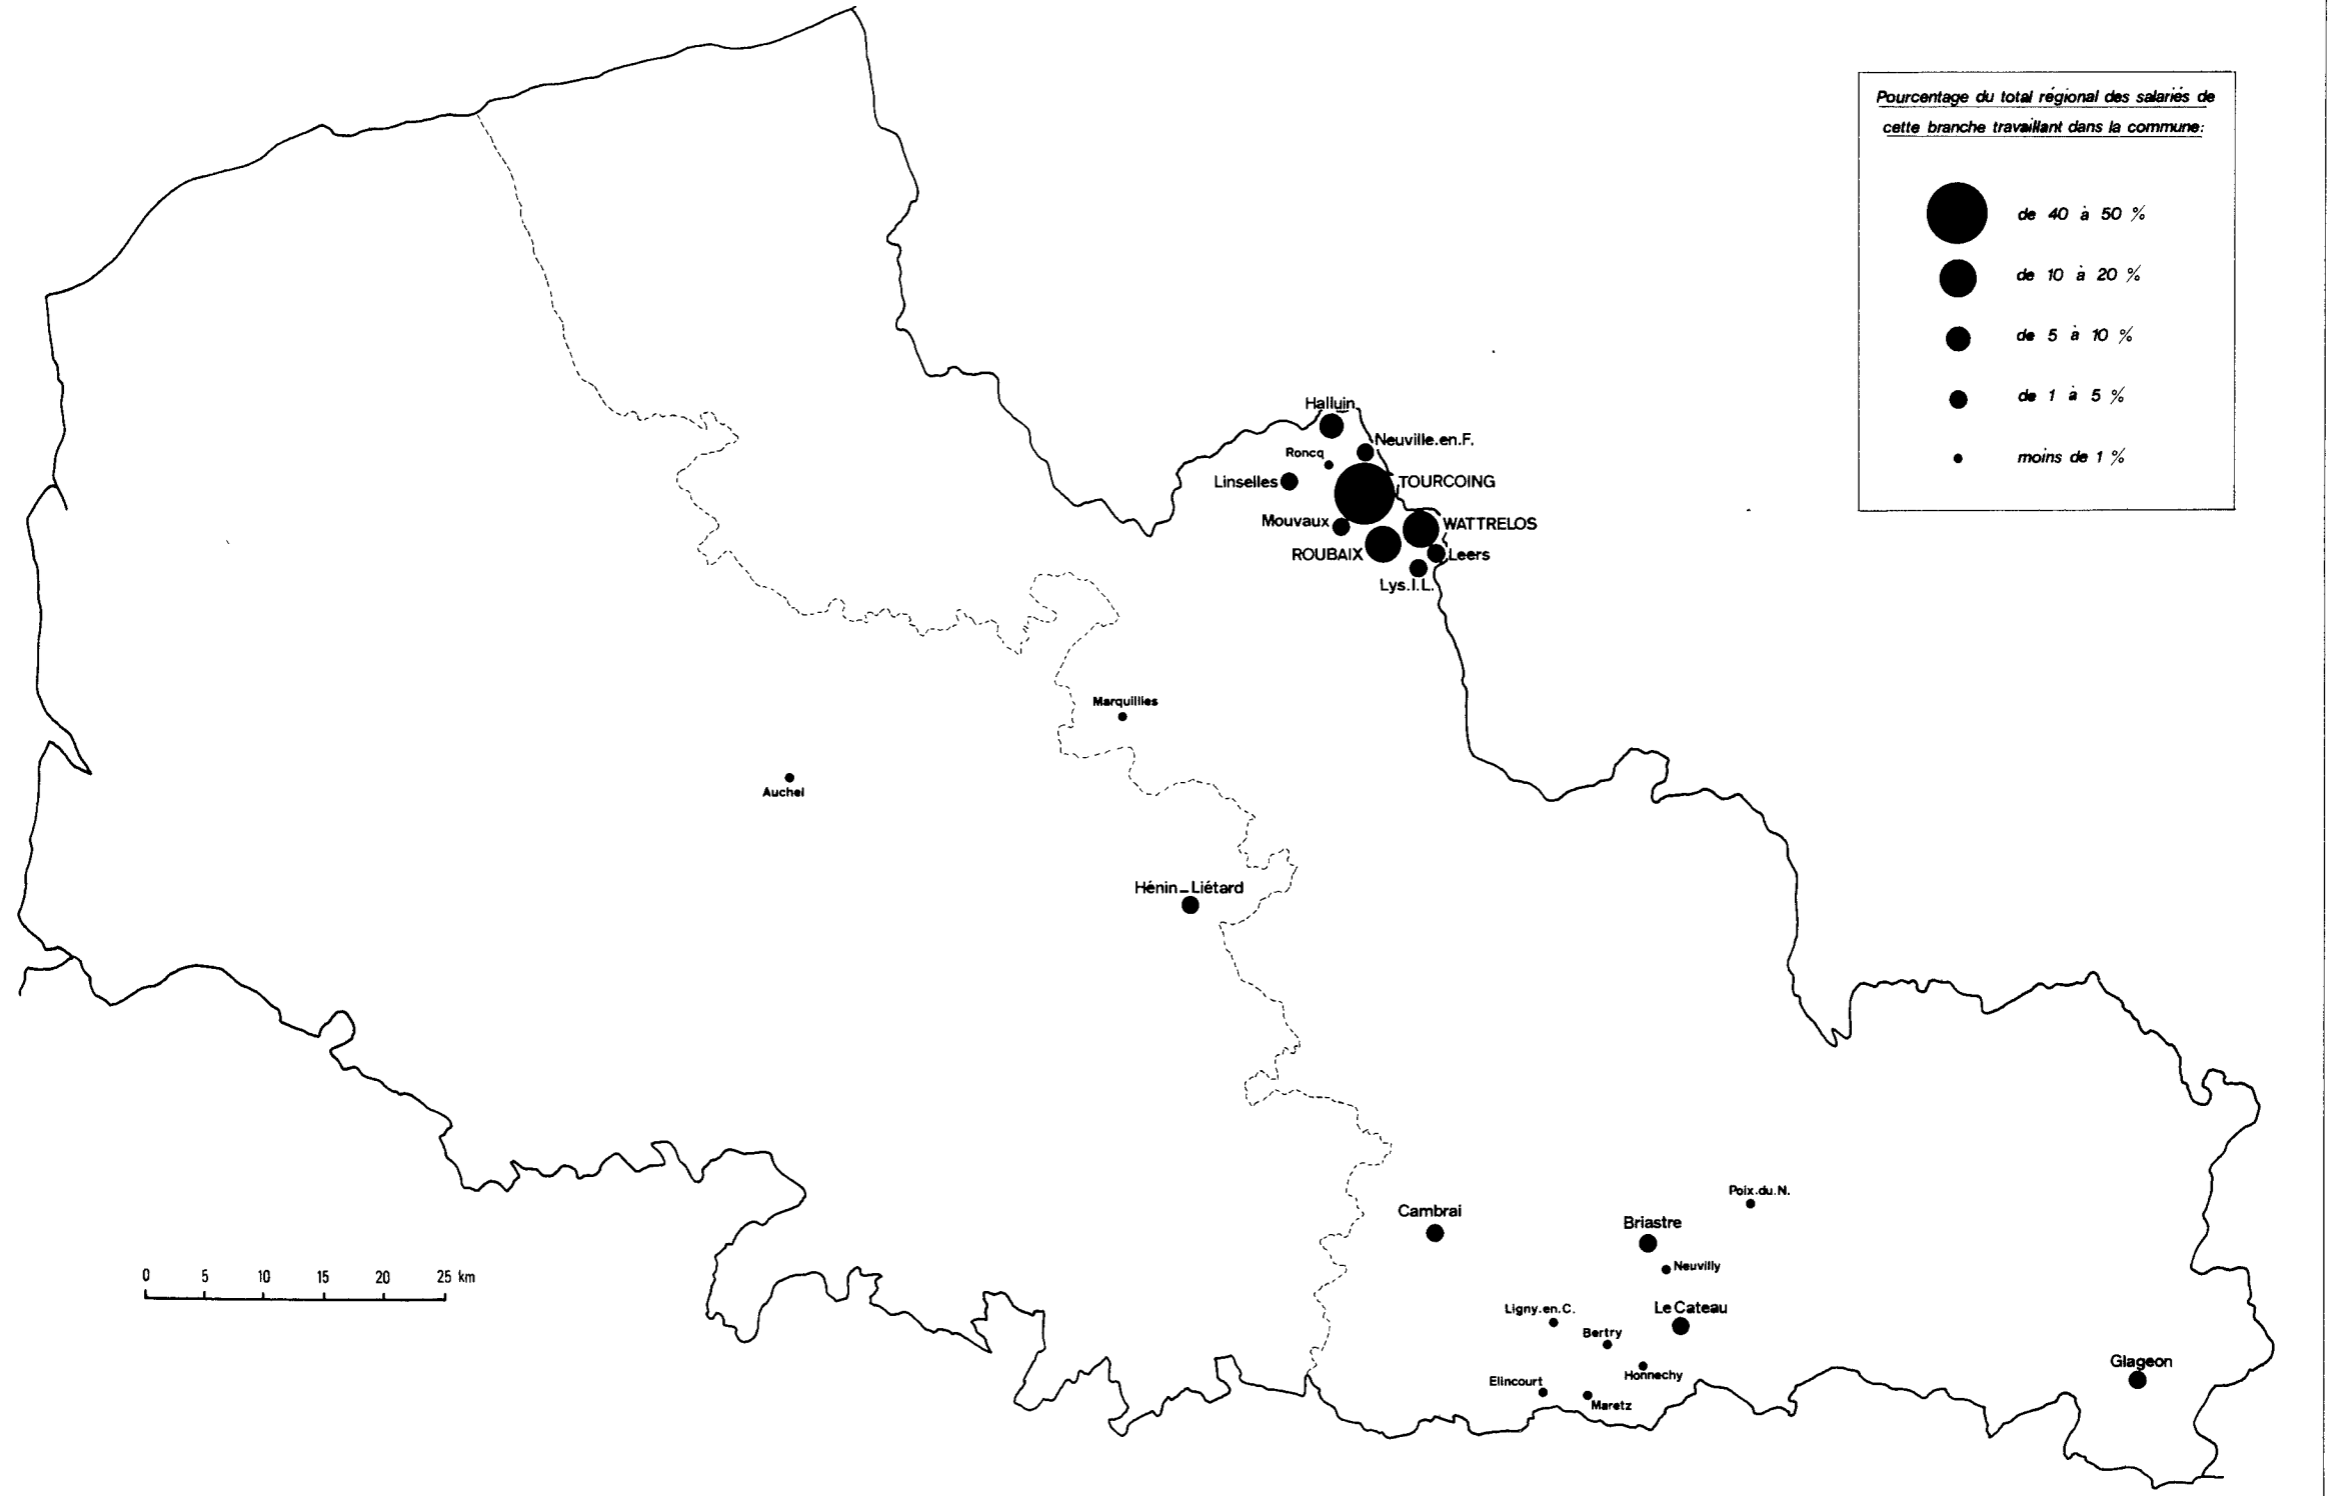 Pourcentage du total régional des salariés de
cette branche travaillant dans la commune:
de 40 à 50 %
de 10 à 20 %
de 5 à 10 %
de 1 à 5 %
moins de 1 %
Halluin
Neuville.en.F.
Roncq
Linselles
TOURCOING
Mouvaux
WATTRELOS
ROUBAIX
Leers
Lys.I.L.
Marquillies
Auchel
Hénin_Liétard
Cambrai
Poix.du.N.
Briastre
Neuvilly
Ligny.en.C.
Le Cateau
Bertry
Honnechy
Elincourt
Maretz
Glageon
0 5 10 15 20 25 km